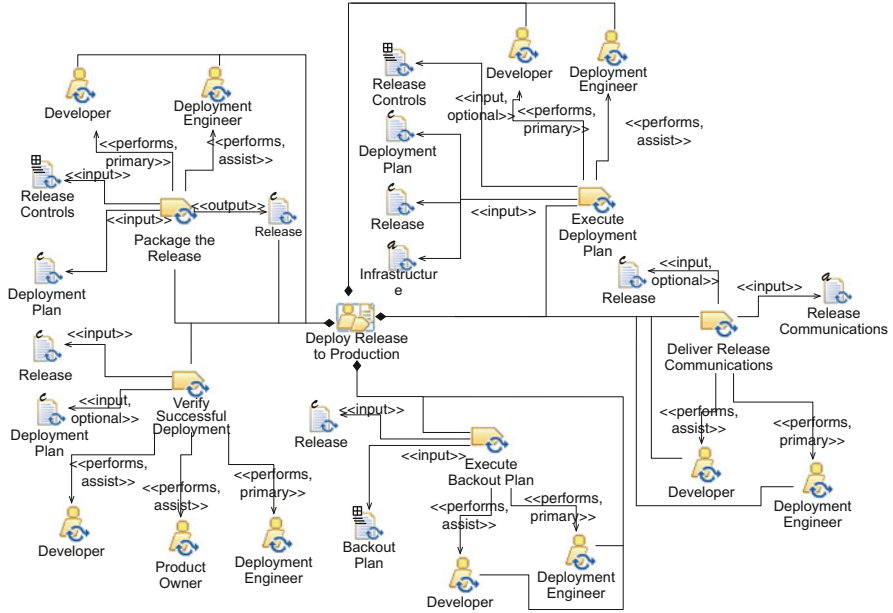 Developer
Deployment
Engineer
<<performs,
primary>>
<<performs,
assist>>
Release
Controls
<<input>>
<<input>>
<<output>>
c
Release
Package the
Release
c
Deployment
Plan
c
Release
<<input>>
c
Deployment
Plan
<<input,
optional>>
Verify
Successful
Deployment
<<performs,
assist>>
<<performs,
assist>>
<<performs,
primary>>
Developer
Product
Owner
Deployment
Engineer
Developer
Deployment
Engineer
Release
Controls
<<input,
optional>>
<<performs,
primary>>
<<performs,
assist>>
c
Deployment
Plan
c
Release
<<input>>
Execute
Deployment
Plan
a
Infrastructur
e
Deploy Release
to Production
c
Release
<<input,
optional>>
<<input>>
a
Release
Communications
Deliver Release
Communications
<<performs,
assist>>
<<performs,
primary>>
Developer
Deployment
Engineer
c
Release
<<input>>
<<input>>
Execute
Backout Plan
Backout
Plan
<<performs,
assist>>
<<performs,
primary>>
Developer
Deployment
Engineer